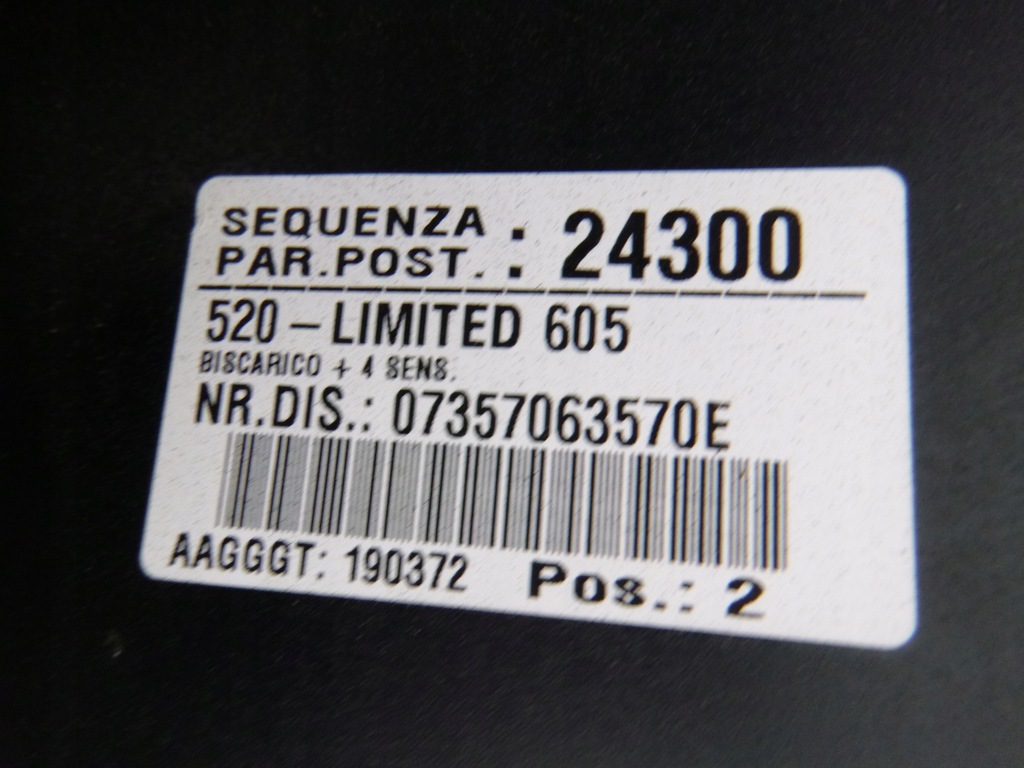 SEQUENZA : 24300
PAR.POST. :
520 – LIMITED 605
BISCARICO + 4 SENS.
NR.DIS.: 07357063570E
AAGGGT: 190372 Pos.: 2